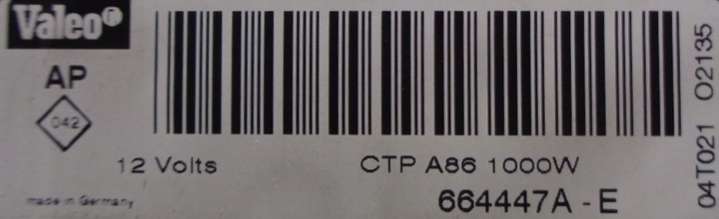 Valeo®
AP
042
12 Volts
CTP A86 1000W
made in Germany
664447A - E
04T021 O2135